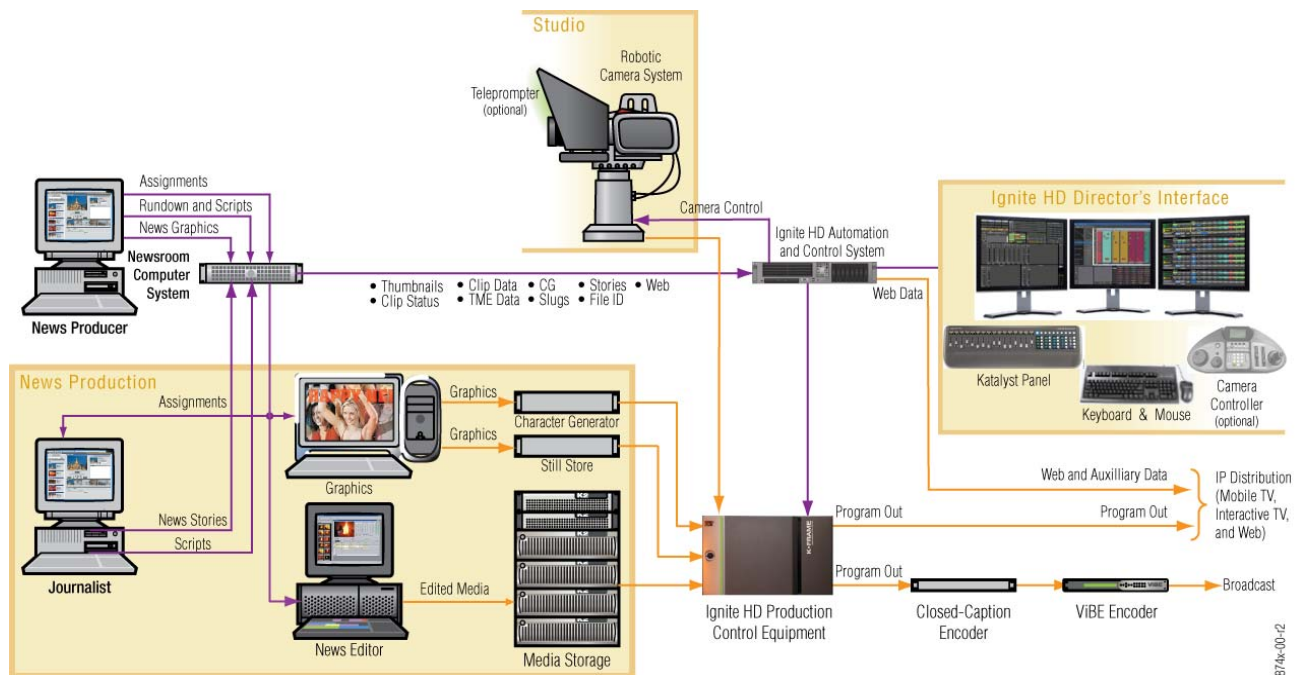 Studio
Robotic
Camera System
Teleprompter
(optional)
Assignments
Rundown and Scripts
News Graphics
Newsroom
Computer
System
News Producer
Camera Control
Ignite HD Automation
and Control System
• Thumbnails • Clip Data • CG • Stories • Web
• Clip Status • TME Data • Slugs • File ID
Web Data
Ignite HD Director's Interface
Katalyst Panel
Keyboard & Mouse
Camera
Controller
(optional)
News Production
Assignments
Journalist
News Stories
Scripts
HAPPY NE
Graphics
Graphics
Graphics
Character Generator
Still Store
News Editor
Edited Media
Media Storage
K-FRAME
Ignite HD Production
Control Equipment
Program Out
Program Out
Web and Auxilliary Data
Program Out
IP Distribution
(Mobile TV,
Interactive TV,
and Web)
Closed-Caption
Encoder
ViBE Encoder
Broadcast
874x-00-r2